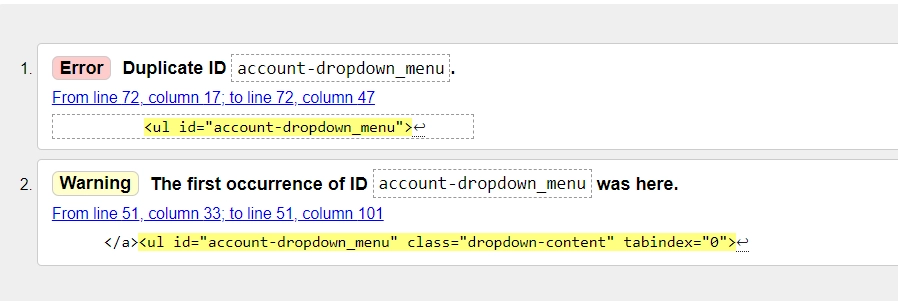 1. Error Duplicate ID account-dropdown_menu.
From line 72, column 17; to line 72, column 47
<ul id="account-dropdown_menu">↩
2. Warning The first occurrence of ID account-dropdown_menu was here.
From line 51, column 33; to line 51, column 101
</a><ul id="account-dropdown_menu" class="dropdown-content" tabindex="0">↩